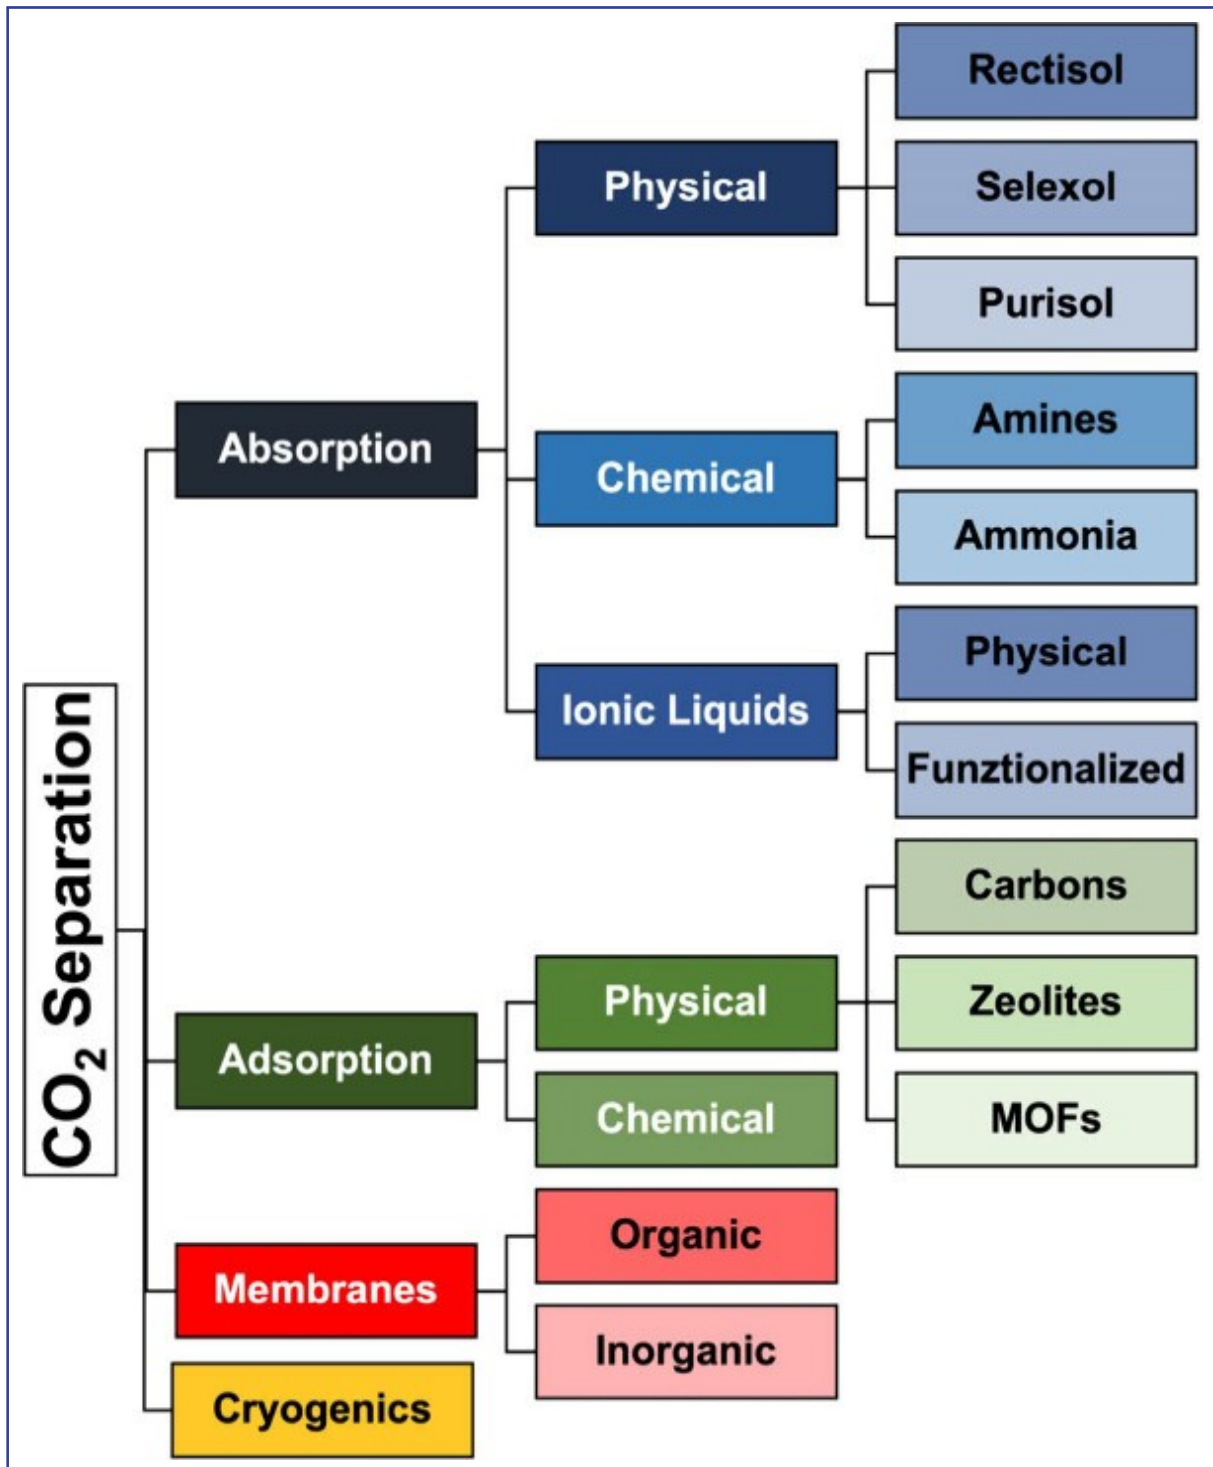 CO2 Separation
Absorption
Physical
Rectisol
Selexol
Purisol
Chemical
Amines
Ammonia
Ionic Liquids
Physical
Funztionalized
Adsorption
Physical
Carbons
Zeolites
MOFs
Chemical
Membranes
Organic
Inorganic
Cryogenics